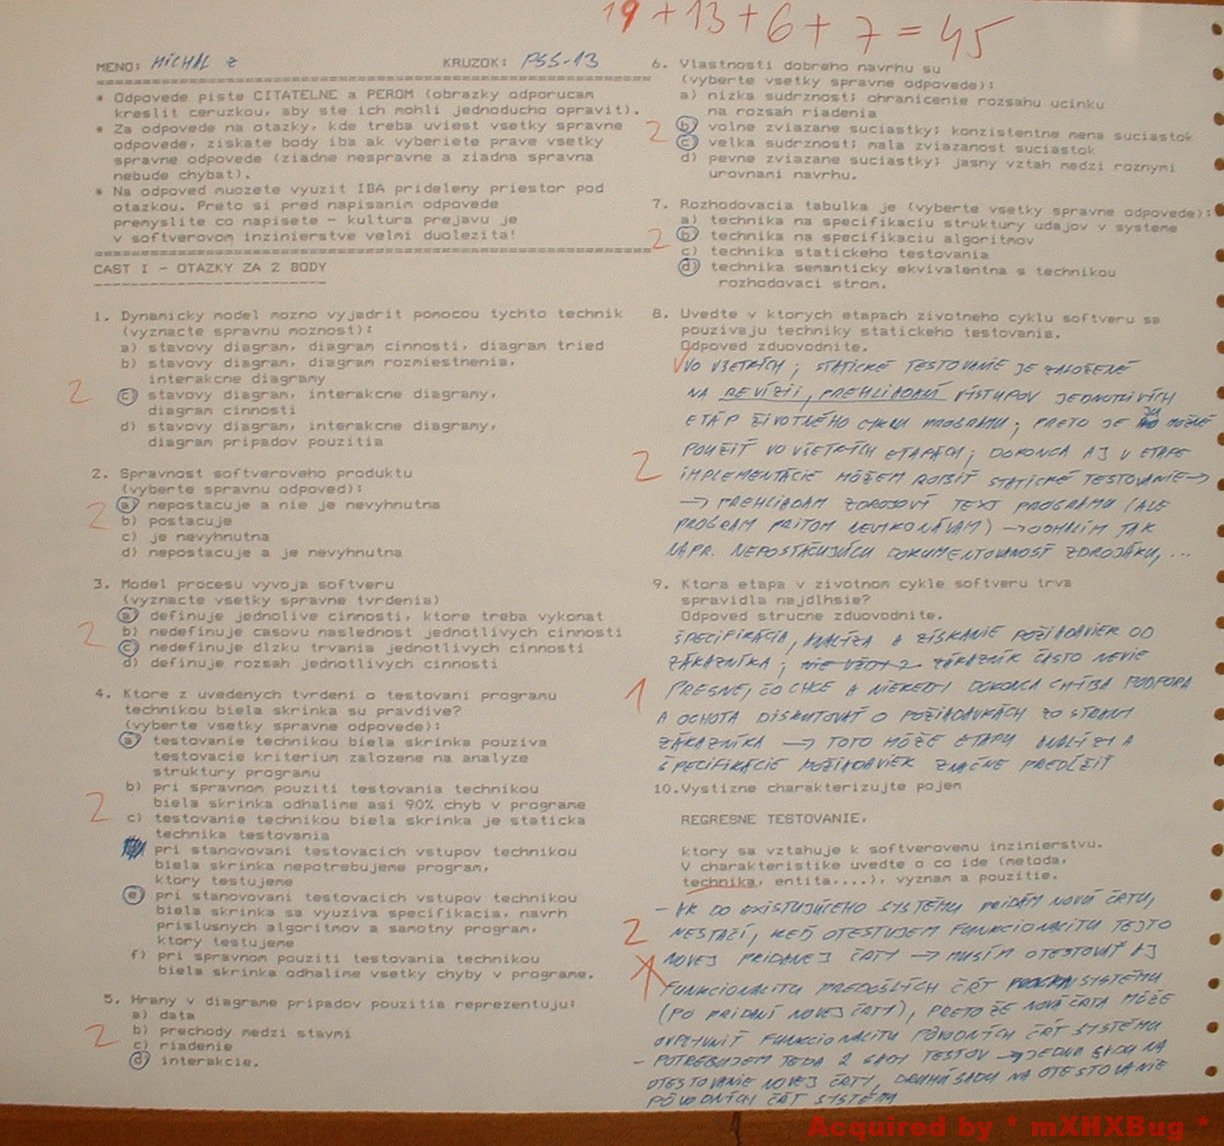 19 + 13 + 6 + 7 = 45
MENO: MICHAL Z KRUZOK: PSS-13
* Odpovede piste CITATELNE a PEROM (obrazky odporucam
kreslit ceruzkou, aby ste ich mohli jednoducho opravit).
* Za odpovede na otazky, kde treba uviest vsetky spravne
odpovede, ziskate body iba ak vyberiete prave vsetky
spravne odpovede (ziadne nespravne a ziadna spravna
nebude chybat).
* Na odpoved muozete vyuzit IBA prideleny priestor pod
otazkou. Preto si pred napisanim odpovede
premyslite co napisete - kultura prejavu je
v softverovom inzinierstve velmi duolezita!
CAST I - OTAZKY ZA 2 BODY
1. Dynamicky model mozno vyjadrit pomocou tychto technik
(vyznacte spravnu moznost):
a) stavovy diagram, diagram cinnosti, diagram tried
b) stavovy diagram, diagram rozmiestnenia,
interakcne diagramy
2 c) stavovy diagram, interakcne diagramy,
diagram cinnosti
d) stavovy diagram, interakcne diagramy,
diagram pripadov pouzitia
2. Spravnost softveroveho produktu
(vyberte spravnu odpoved):
2 a) nepostacuje a nie je nevyhnutna
b) postacuje
c) je nevyhnutna
d) nepostacuje a je nevyhnutna
3. Model procesu vyvoja softveru
(vyznacte vsetky spravne tvrdenia)
a) definuje jednolive cinnosti, ktore treba vykonat
2 b) nedefinuje casovu naslednost jednotlivych cinnosti
c) nedefinuje dlzku trvania jednotlivych cinnosti
d) definuje rozsah jednotlivych cinnosti
4. Ktore z uvedenych tvrdeni o testovani programu
technikou biela skrinka su pravdive?
(vyberte vsetky spravne odpovede):
a) testovanie technikou biela skrinka pouziva
testovacie kriterium zalozene na analyze
struktury programu
b) pri spravnom pouziti testovania technikou
2 biela skrinka odhalime asi 90% chyb v programe
c) testovanie technikou biela skrinka je staticka
technika testovania
pri stanovovani testovacich vstupov technikou
biela skrinka nepotrebujeme program,
ktory testujeme
e) pri stanovovani testovacich vstupov technikou
biela skrinka sa vyuziva specifikacia, navrh
prislusnych algoritmov a samotny program,
ktory testujeme
f) pri spravnom pouziti testovania technikou
biela skrinka odhalime vsetky chyby v programe.
5. Hrany v diagrame pripadov pouzitia reprezentuju:
a) data
2 b) prechody medzi stavmi
c) riadenie
d) interakcie.
6. Vlastnosti dobreho navrhu su
(vyberte vsetky spravne odpovede):
a) nizka sudrznost; ohranicenie rozsahu ucinku
na rozsah riadenia
2 b) volne zviazane suciastky; konzistentne mena suciastok
c) velka sudrznost; mala zviazanost suciastok
d) pevne zviazane suciastky; jasny vztah medzi roznymi
urovnami navrhu.
7. Rozhodovacia tabulka je (vyberte vsetky spravne odpovede):
a) technika na specifikaciu struktury udajov v systeme
2 b) technika na specifikaciu algoritmov
c) technika statickeho testovania
d) technika semanticky ekvivalentna s technikou
rozhodovaci strom.
8. Uvedte v ktorych etapach zivotneho cyklu softveru sa
pouzivaju techniky statickeho testovania.
Odpoved zduovodnite.
VO VŠETKÝCH; STATICKÉ TESTOVANIE JE ZALOŽENÉ
NA REVÍZII, PREHLIADANÍ VÝSTUPOV JEDNOTLIVÝCH
ETÁP ŽIVOTNÉHO CYKLU PROGRAMU; PRETO JE JU MOŽNÉ
POUŽIŤ VO VŠETKÝCH ETAPÁCH; DOKONCA AJ V ETAPE
2 IMPLEMENTÁCIE MÔŽEM ROBIŤ STATICKÉ TESTOVANIE →
→ PREHLIADAM ZDROJOVÝ TEXT PROGRAMU (ALE
PROGRAM PRITOM NEVYKONÁVAM) → ODHALÍM TAK
NAPR. NEPOSTAČUJÚCU DOKUMENTOVANOSŤ ZDROJÁKU, ...
9. Ktora etapa v zivotnom cykle softveru trva
spravidla najdlhsie?
Odpoved strucne zduovodnite.
ŠPECIFIKÁCIA, ANALÝZA A ZÍSKANIE POŽIADAVIEK OD
ZÁKAZNÍKA; ZÁKAZNÍK ČASTO NEVIE
1 PRESNE, ČO CHCE A NIEKEDY DOKONCA CHÝBA PODPORA
A OCHOTA DISKUTOVAŤ O POŽIADAVKÁCH ZO STRANY
ZÁKAZNÍKA → TOTO MÔŽE ETAPU ANALÝZY A
ŠPECIFIKÁCIE POŽIADAVIEK ZNAČNE PREDĹŽIŤ
10. Vystizne charakterizujte pojem
REGRESNE TESTOVANIE,
ktory sa vztahuje k softverovemu inzinierstvu.
V charakteristike uvedte o co ide (metoda,
technika, entita,...), vyznam a pouzitie.
- AK DO EXISTUJÚCEHO SYSTÉMU PRIDÁM NOVÚ ČRTU,
2 NESTAČÍ, KEĎ OTESTUJEM FUNKCIONALITU TEJTO
NOVEJ PRIDANEJ ČRTY → MUSÍM OTESTOVAŤ AJ
FUNKCIONALITU PREDOŠLÝCH ČŔT SYSTÉMU
(PO PRIDANÍ NOVEJ ČRTY), PRETOŽE NOVÁ ČRTA MÔŽE
OVPLYVNIŤ FUNKCIONALITU PÔVODNÝCH ČŔT SYSTÉMU
- POTREBUJEM TEDA 2 SADY TESTOV → JEDNU SADU NA
OTESTOVANIE NOVEJ ČRTY, DRUHÚ SADU NA OTESTOVANIE
PÔVODNÝCH ČŔT SYSTÉMU
Acquired by * mXHXBug *